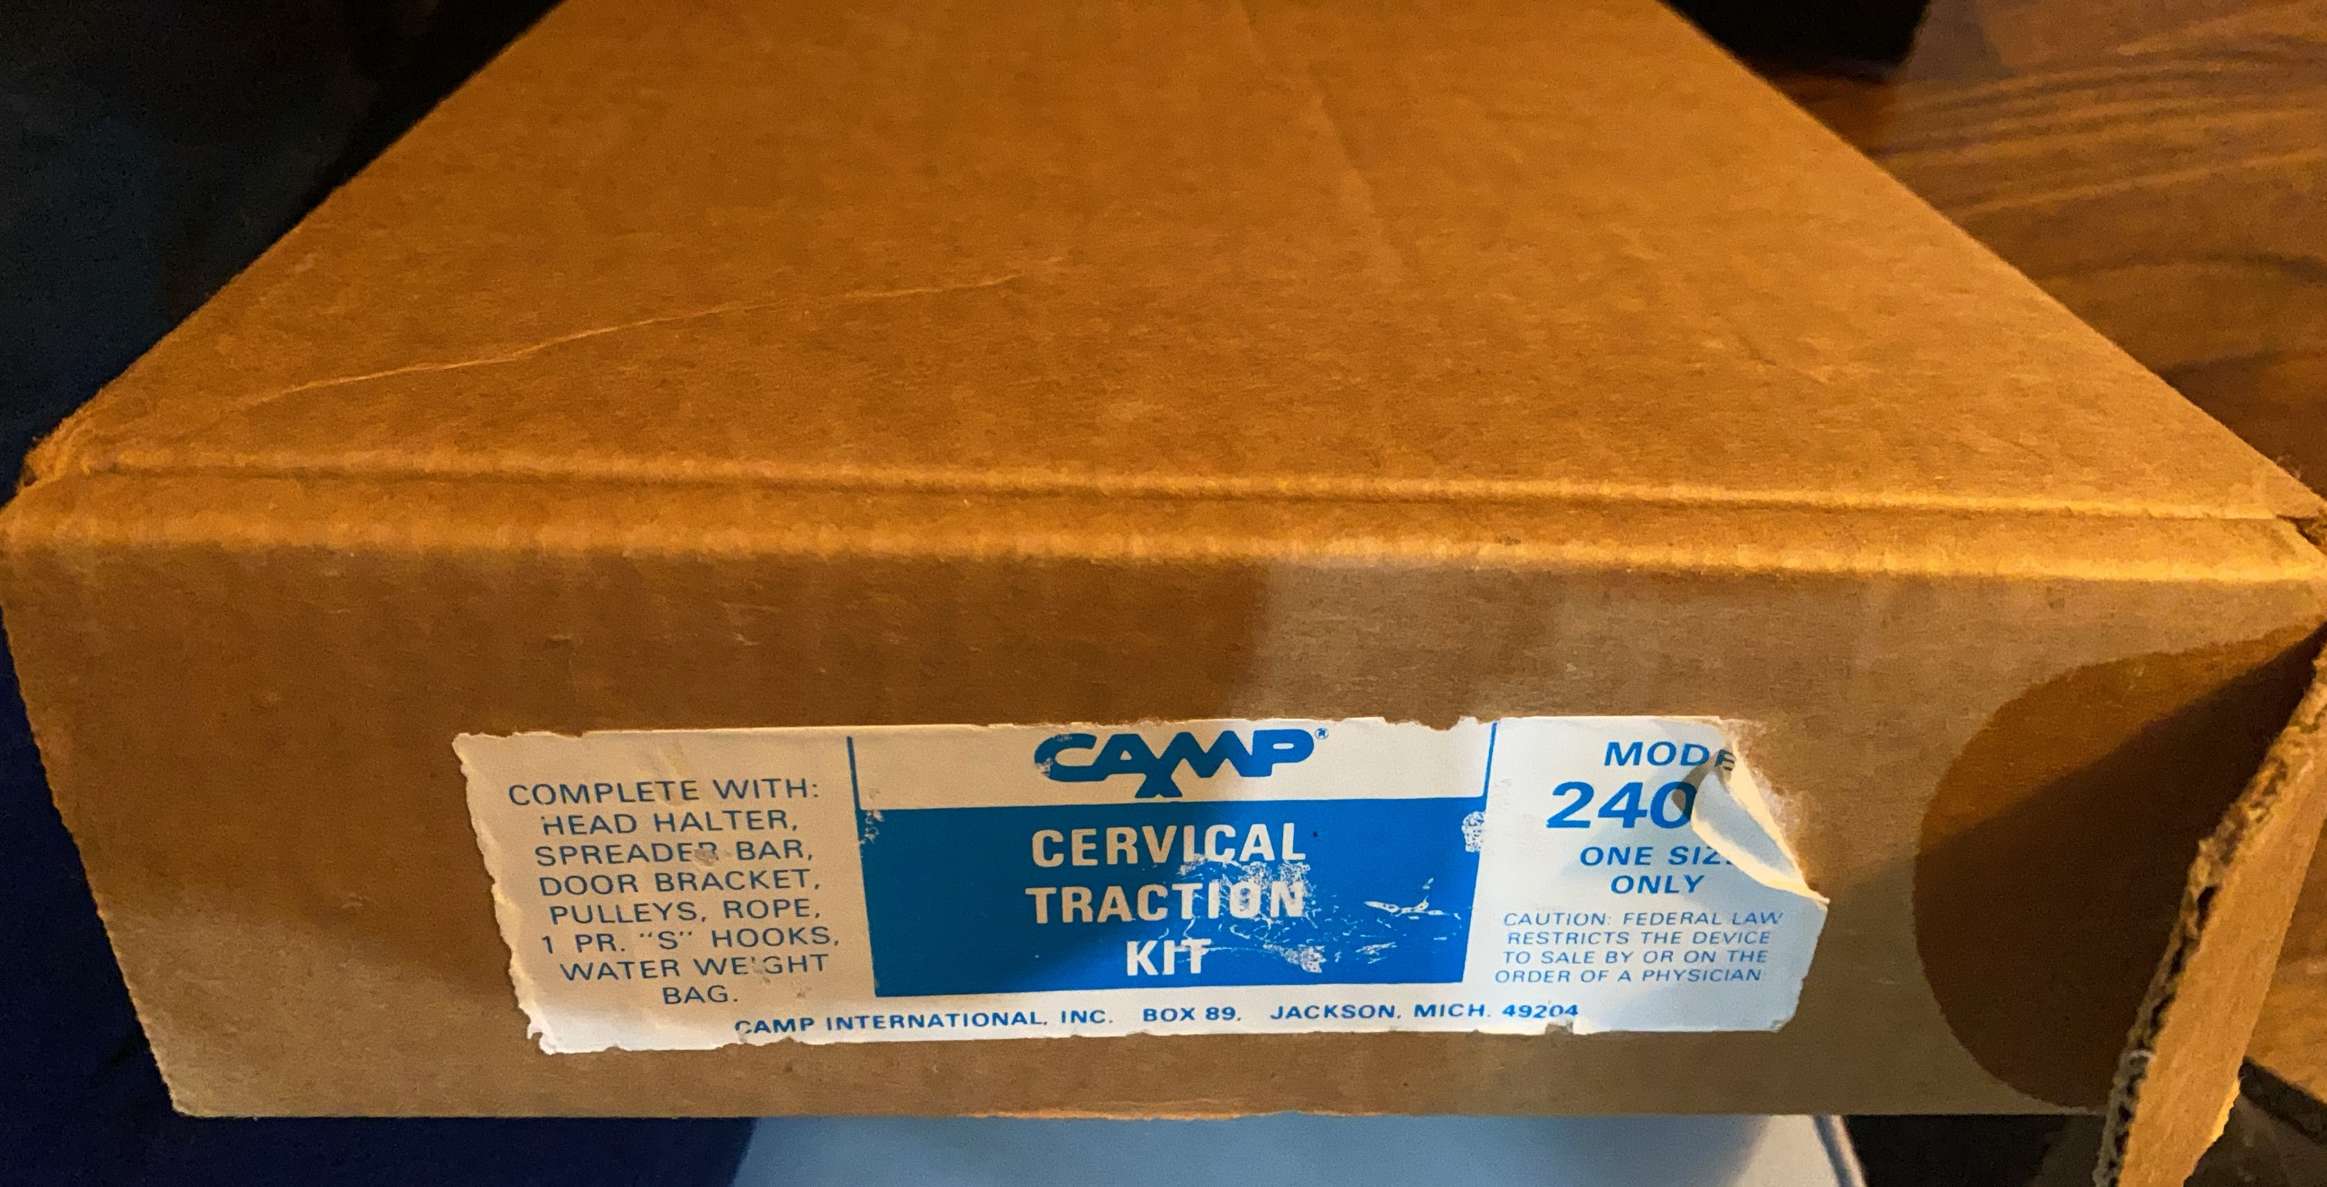 COMPLETE WITH:
HEAD HALTER,
SPREADER BAR,
DOOR BRACKET,
PULLEYS, ROPE,
1 PR. "S" HOOKS,
WATER WEIGHT
BAG.
CAMP®
CERVICAL
TRACTION
KIT
240
ONE
ONLY
CAUTION: FEDERAL LAW
RESTRICTS THE DEVICE
TO SALE BY OR ON THE
ORDER OF A PHYSICIAN
CAMP INTERNATIONAL, INC. BOX 89, JACKSON, MICH. 49204